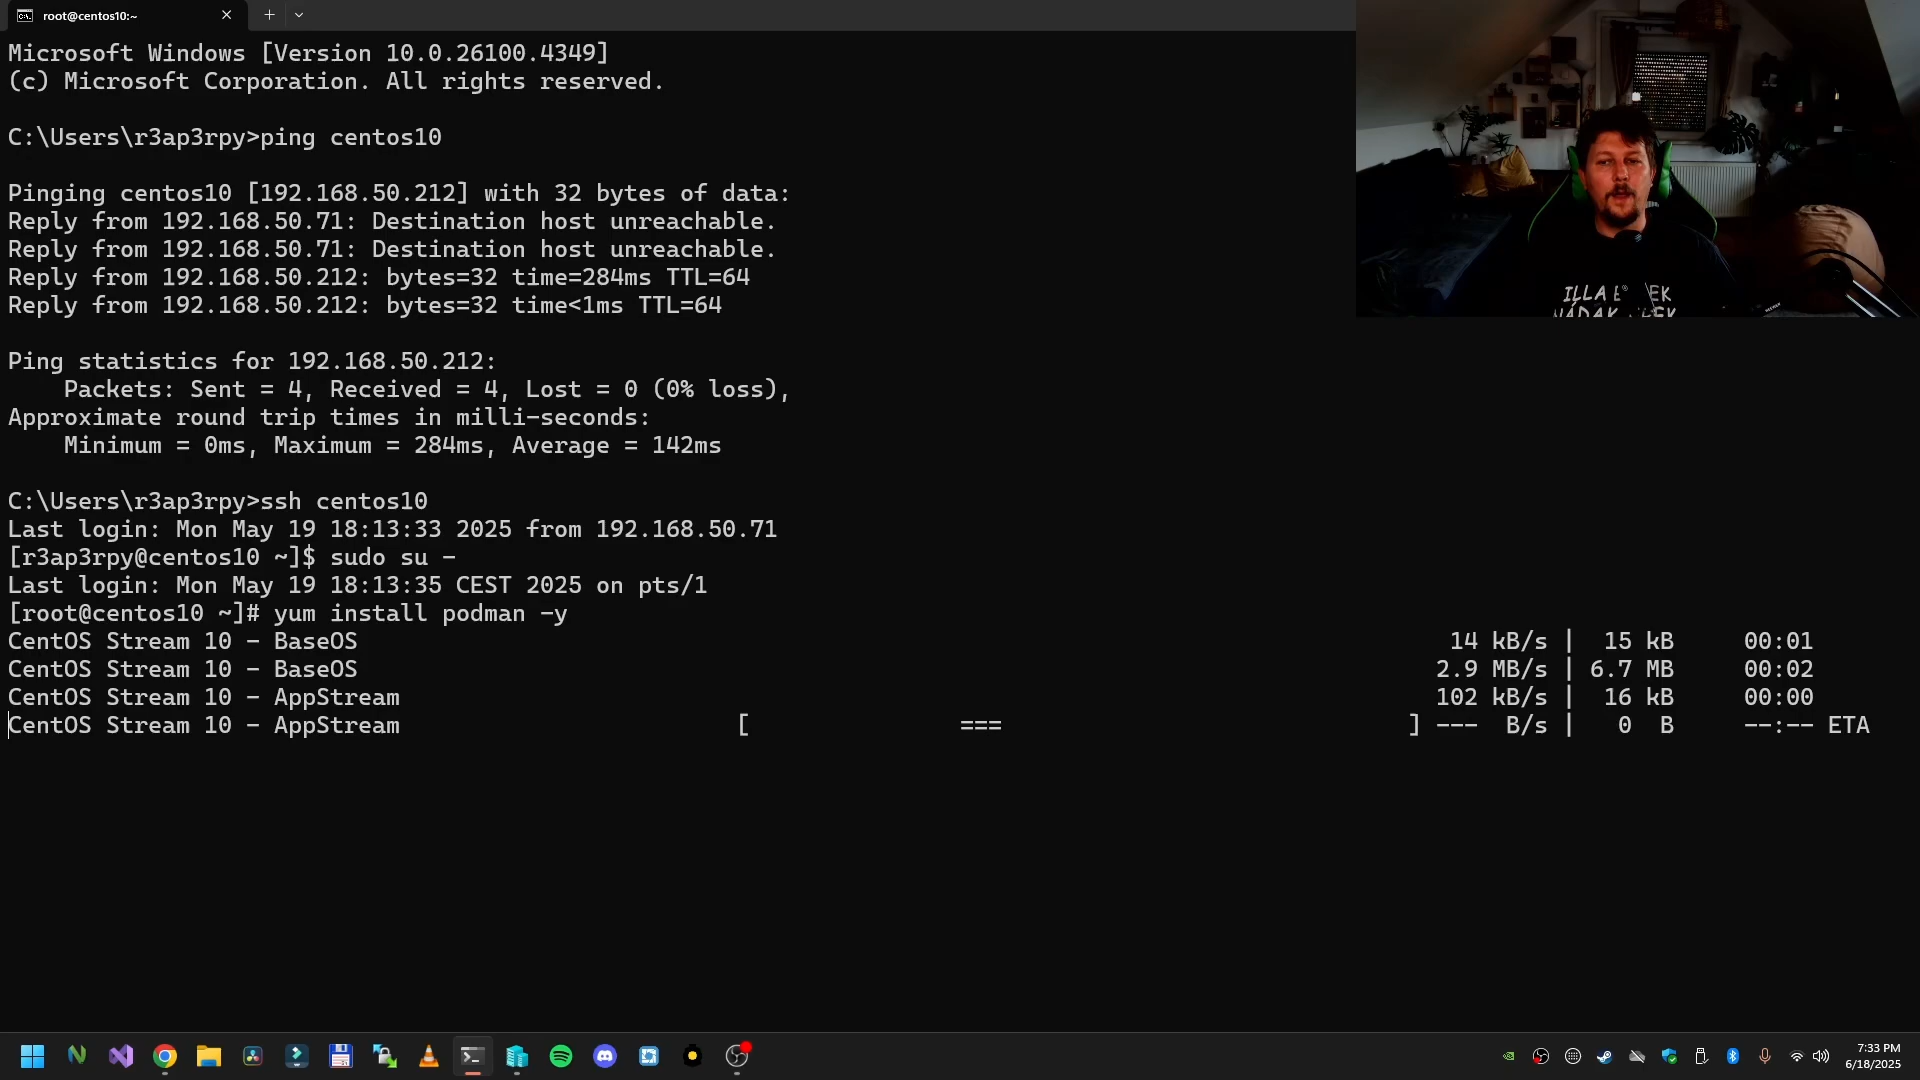 root@centos10:~
Microsoft Windows [Version 10.0.26100.4349]
(c) Microsoft Corporation. All rights reserved.
C:\Users\r3ap3rpy>ping centos10
Pinging centos10 [192.168.50.212] with 32 bytes of data:
Reply from 192.168.50.71: Destination host unreachable.
Reply from 192.168.50.71: Destination host unreachable.
Reply from 192.168.50.212: bytes=32 time=284ms TTL=64
Reply from 192.168.50.212: bytes=32 time<1ms TTL=64
Ping statistics for 192.168.50.212:
Packets: Sent = 4, Received = 4, Lost = 0 (0% loss),
Approximate round trip times in milli-seconds:
Minimum = 0ms, Maximum = 284ms, Average = 142ms
C:\Users\r3ap3rpy>ssh centos10
Last login: Mon May 19 18:13:33 2025 from 192.168.50.71
[r3ap3rpy@centos10 ~]$ sudo su -
Last login: Mon May 19 18:13:35 CEST 2025 on pts/1
[root@centos10 ~]# yum install podman -y
CentOS Stream 10 - BaseOS 14 kB/s | 15 kB 00:01
CentOS Stream 10 - BaseOS 2.9 MB/s | 6.7 MB 00:02
CentOS Stream 10 - AppStream 102 kB/s | 16 kB 00:00
CentOS Stream 10 - AppStream [ === ] --- B/s | 0 B --:-- ETA
7:33 PM
6/18/2025